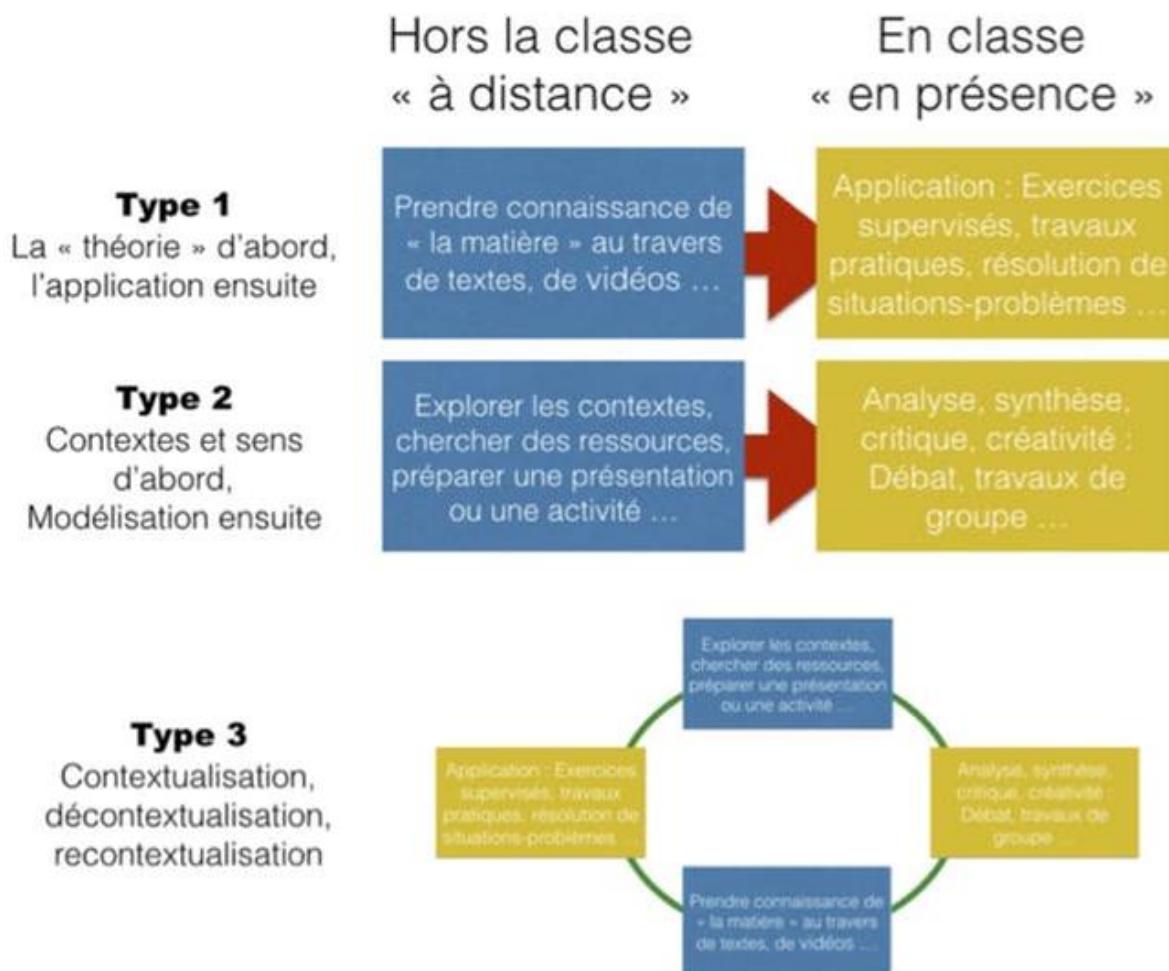 Hors la classe
« à distance »
En classe
« en présence »
Type 1
La « théorie » d'abord,
l'application ensuite
Prendre connaissance de
« la matière » au travers
de textes, de vidéos ...
Application : Exercices
supervisés, travaux
pratiques, résolution de
situations-problèmes ...
Type 2
Contextes et sens
d'abord,
Modélisation ensuite
Explorer les contextes,
chercher des ressources,
préparer une présentation
ou une activité ...
Analyse, synthèse,
critique, créativité :
Débat, travaux de
groupe ...
Type 3
Contextualisation,
décontextualisation,
recontextualisation
Explorer les contextes,
chercher des ressources,
préparer une présentation
ou une activité ...
Application : Exercices
supervisés, travaux
pratiques, résolution de
situations-problèmes ...
Analyse, synthèse,
critique, créativité :
Débat, travaux de
groupe ...
Prendre connaissance de
« la matière » au travers
de textes, de vidéos ...